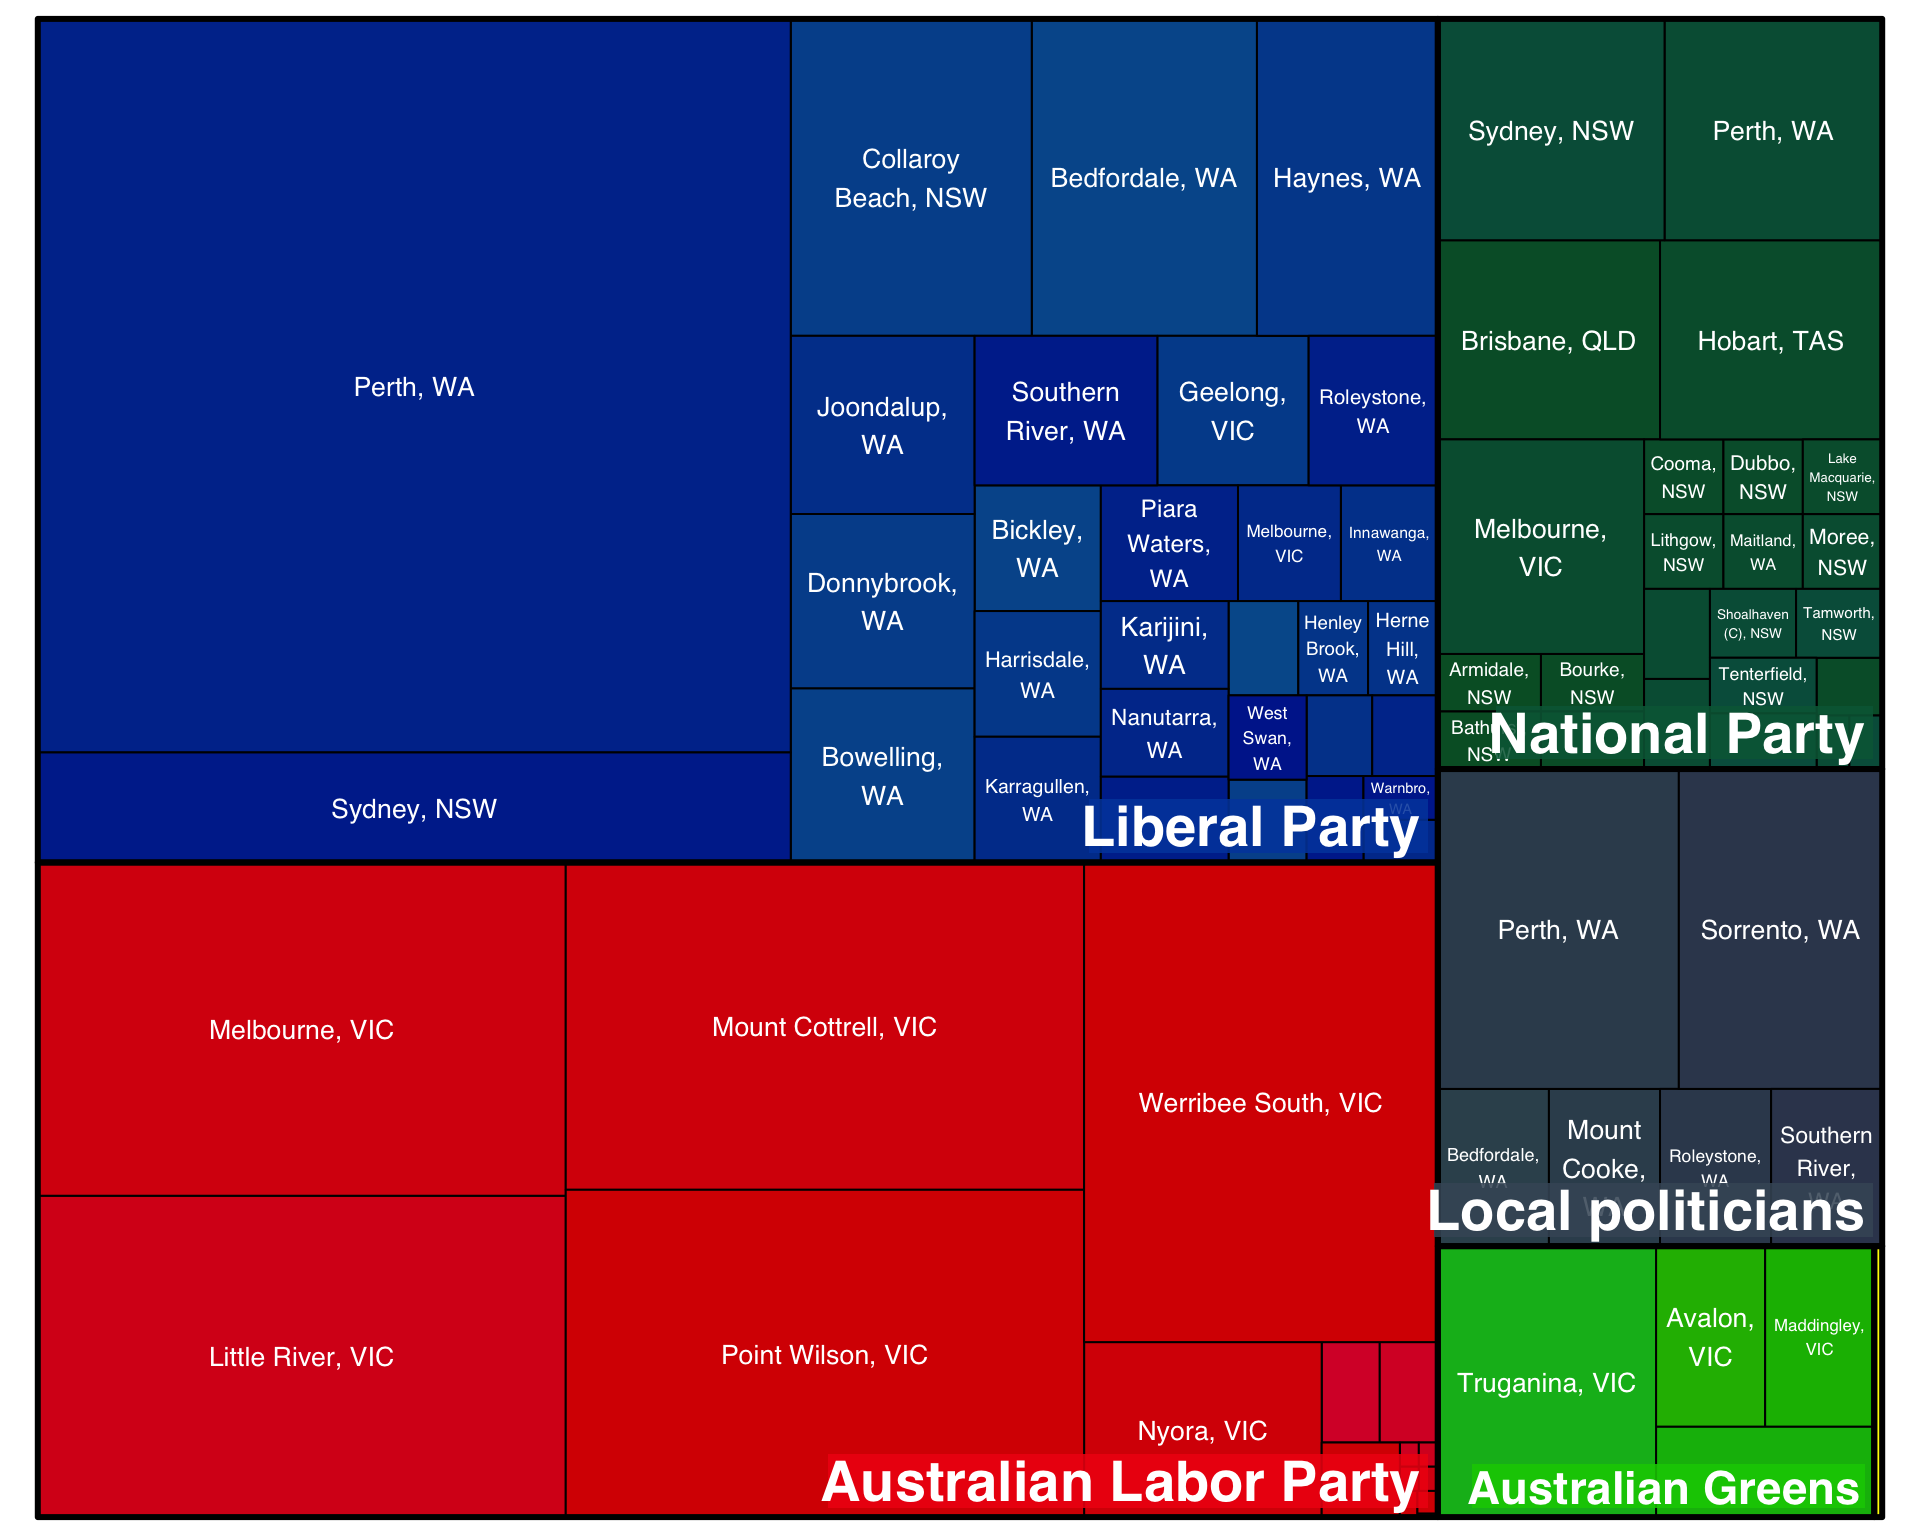 Perth, WA
Sydney, NSW
Collaroy
Beach, NSW
Bedfordale, WA
Haynes, WA
Joondalup,
WA
Donnybrook,
WA
Bowelling,
WA
Southern
River, WA
Geelong,
VIC
Roleystone,
WA
Bickley,
WA
Harrisdale,
WA
Karragullen,
WA
Piara
Waters,
WA
Melbourne,
VIC
Innawanga,
WA
Karijini,
WA
Nanutarra,
WA
Henley
Brook,
WA
Herne
Hill,
WA
West
Swan,
WA
Warnbro,
WA
Liberal Party
Sydney, NSW
Perth, WA
Brisbane, QLD
Hobart, TAS
Melbourne,
VIC
Cooma,
NSW
Dubbo,
NSW
Lake
Macquarie,
NSW
Lithgow,
NSW
Maitland,
WA
Moree,
NSW
Shoalhaven
(C), NSW
Tamworth,
NSW
Tenterfield,
NSW
Armidale,
NSW
Bourke,
NSW
NSW
National Party
Melbourne, VIC
Little River, VIC
Mount Cottrell, VIC
Point Wilson, VIC
Werribee South, VIC
Nyora, VIC
Australian Labor Party
Perth, WA
Sorrento, WA
Bedfordale,
WA
Mount
Cooke,
WA
Roleystone,
WA
Southern
River,
WA
Local politicians
Truganina, VIC
Avalon,
VIC
Maddingley,
VIC
Australian Greens